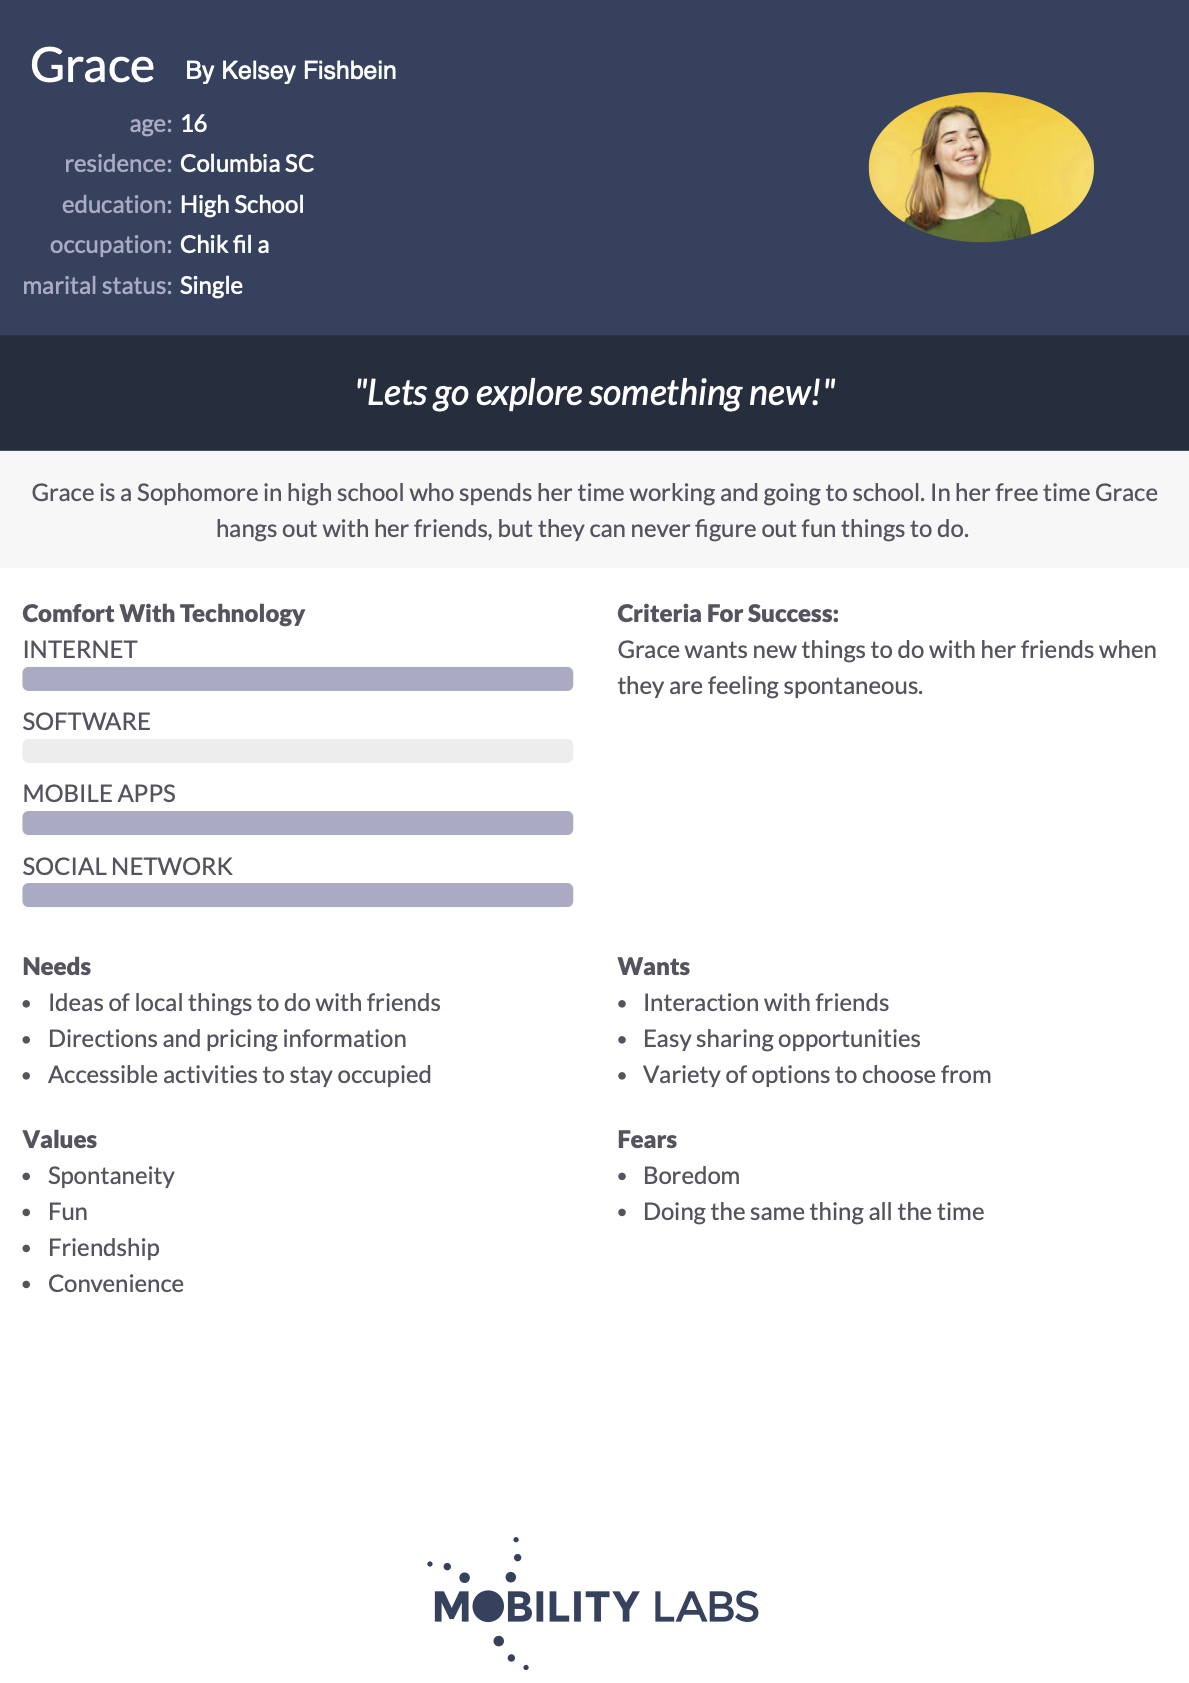 Grace By Kelsey Fishbein
age: 16
residence: Columbia SC
education: High School
occupation: Chik fil a
marital status: Single
"Lets go explore something new!"
Grace is a Sophomore in high school who spends her time working and going to school. In her free time Grace
hangs out with her friends, but they can never figure out fun things to do.
Comfort With Technology
INTERNET
SOFTWARE
MOBILE APPS
SOCIAL NETWORK
Criteria For Success:
Grace wants new things to do with her friends when
they are feeling spontaneous.
Needs
• Ideas of local things to do with friends
• Directions and pricing information
• Accessible activities to stay occupied
Wants
• Interaction with friends
• Easy sharing opportunities
• Variety of options to choose from
Values
• Spontaneity
• Fun
• Friendship
• Convenience
Fears
• Boredom
• Doing the same thing all the time
MOBILITY LABS